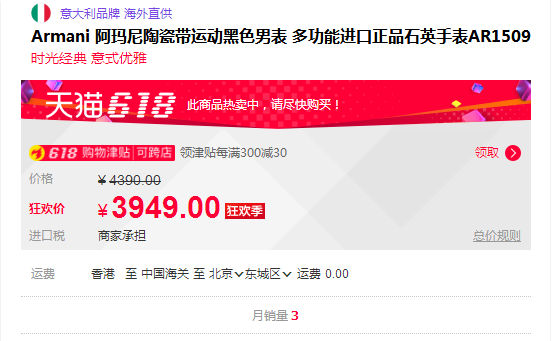 意大利品牌 海外直供
Armani 阿玛尼陶瓷带运动黑色男表 多功能进口正品石英手表AR1509
时光经典 意式优雅
天猫618 此商品热卖中，请尽快购买！
618 购物津贴 可跨店 领津贴每满300减30 领取
价格 ¥4390.00
狂欢价 ¥3949.00 狂欢季
进口税 商家承担 总价规则
运费 香港 至 中国海关 至 北京 东城区 运费 0.00
月销量 3